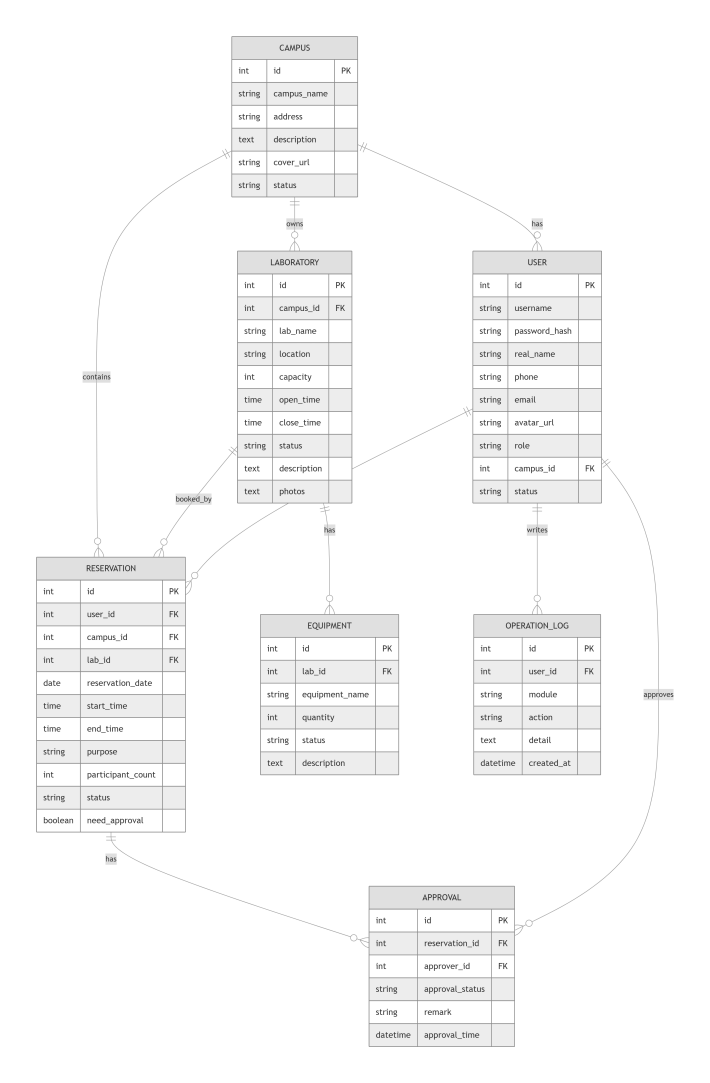 CAMPUS
int id PK
string campus_name
string address
text description
string cover_url
string status
owns
has
LABORATORY
int id PK
int campus_id FK
string lab_name
string location
int capacity
time open_time
time close_time
string status
text description
text photos
USER
int id PK
string username
string password_hash
string real_name
string phone
string email
string avatar_url
string role
int campus_id FK
string status
contains
booked_by
has
writes
RESERVATION
int id PK
int user_id FK
int campus_id FK
int lab_id FK
date reservation_date
time start_time
time end_time
string purpose
int participant_count
string status
boolean need_approval
EQUIPMENT
int id PK
int lab_id FK
string equipment_name
int quantity
string status
text description
OPERATION_LOG
int id PK
int user_id FK
string module
string action
text detail
datetime created_at
approves
has
APPROVAL
int id PK
int reservation_id FK
int approver_id FK
string approval_status
string remark
datetime approval_time